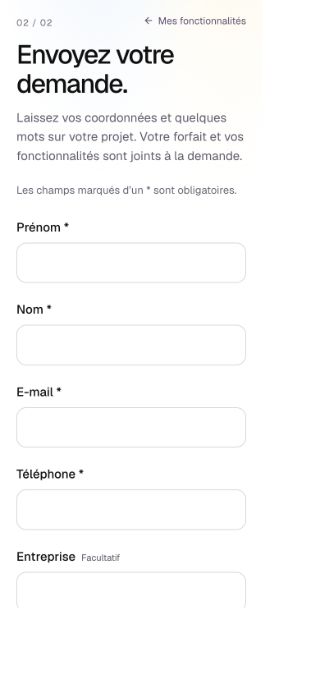 02 / 02
← Mes fonctionnalités
Envoyez votre
demande.
Laissez vos coordonnées et quelques
mots sur votre projet. Votre forfait et vos
fonctionnalités sont joints à la demande.
Les champs marqués d'un * sont obligatoires.
Prénom *
Nom *
E-mail *
Téléphone *
Entreprise Facultatif